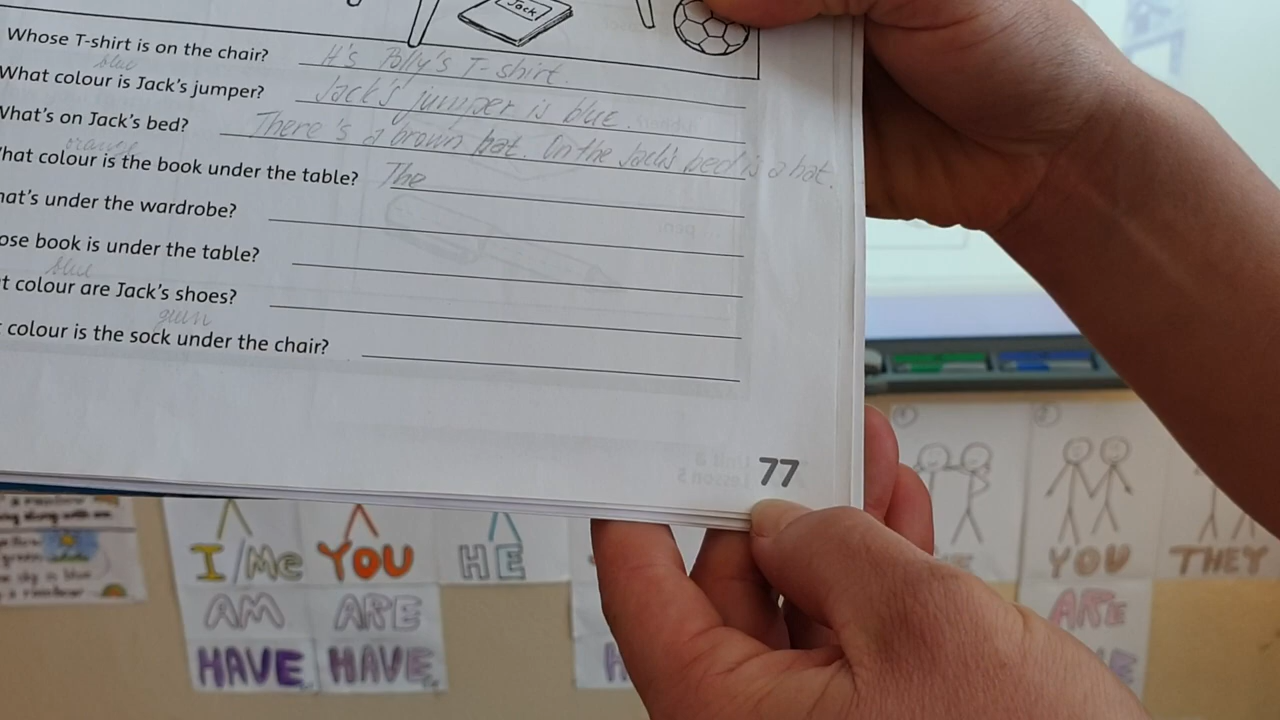 Jack
Whose T-shirt is on the chair? It's Polly's T-shirt.
blue
What colour is Jack's jumper? Jack's jumper is blue.
What's on Jack's bed? There's a brown hat. On the Jack's bed is a hat.
orange
hat colour is the book under the table? The
hat's under the wardrobe?
ose book is under the table?
blue
t colour are Jack's shoes?
green
colour is the sock under the chair?
77
I/Me YOU HE
AM ARE
HAVE HAVE
YOU THEY
ARE